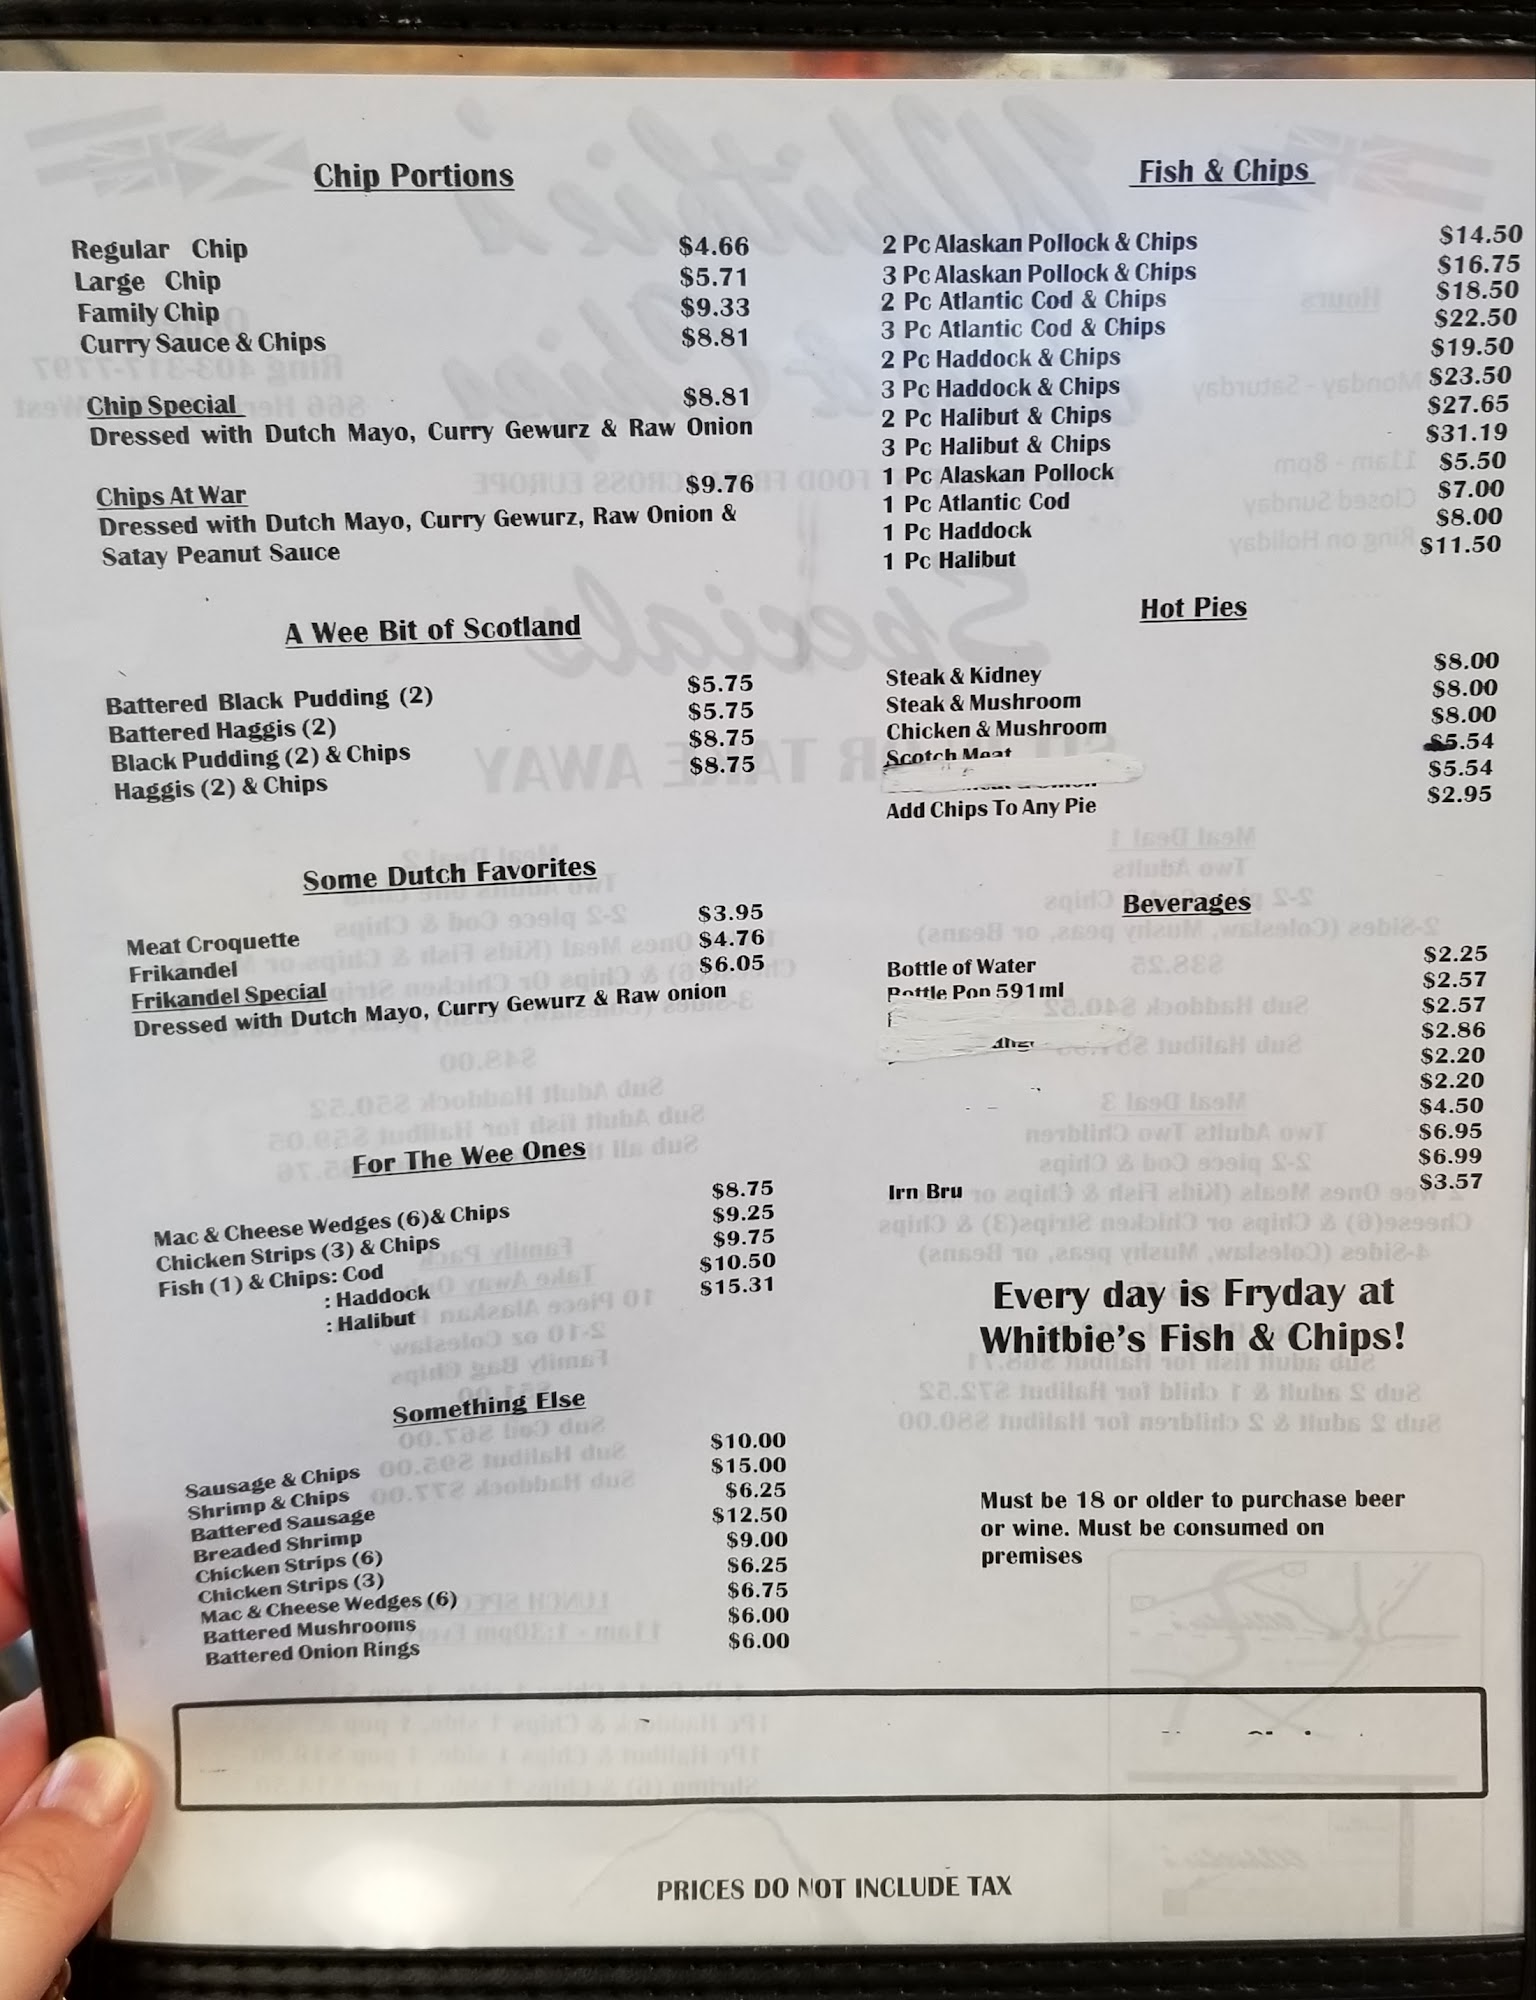 Chip Portions
Regular Chip $4.66
Large Chip $5.71
Family Chip $9.33
Curry Sauce & Chips $8.81
Chip Special $8.81
Dressed with Dutch Mayo, Curry Gewurz & Raw Onion
Chips At War $9.76
Dressed with Dutch Mayo, Curry Gewurz, Raw Onion &
Satay Peanut Sauce
A Wee Bit of Scotland
Battered Black Pudding (2) $5.75
Battered Haggis (2) $5.75
Black Pudding (2) & Chips $8.75
Haggis (2) & Chips $8.75
Some Dutch Favorites
Meat Croquette $3.95
Frikandel $4.76
Frikandel Special $6.05
Dressed with Dutch Mayo, Curry Gewurz & Raw onion
For The Wee Ones
Mac & Cheese Wedges (6)& Chips $8.75
Chicken Strips (3) & Chips $9.25
Fish (1) & Chips: Cod $9.75
: Haddock $10.50
: Halibut $15.31
Something Else
Sausage & Chips $10.00
Shrimp & Chips $15.00
Battered Sausage $6.25
Breaded Shrimp $12.50
Chicken Strips (6) $9.00
Chicken Strips (3) $6.25
Mac & Cheese Wedges (6) $6.75
Battered Mushrooms $6.00
Battered Onion Rings $6.00
Fish & Chips
2 Pc Alaskan Pollock & Chips $14.50
3 Pc Alaskan Pollock & Chips $16.75
2 Pc Atlantic Cod & Chips $18.50
3 Pc Atlantic Cod & Chips $22.50
2 Pc Haddock & Chips $19.50
3 Pc Haddock & Chips $23.50
2 Pc Halibut & Chips $27.65
3 Pc Halibut & Chips $31.19
1 Pc Alaskan Pollock $5.50
1 Pc Atlantic Cod $7.00
1 Pc Haddock $8.00
1 Pc Halibut $11.50
Hot Pies
Steak & Kidney $8.00
Steak & Mushroom $8.00
Chicken & Mushroom $8.00
Scotch Meat $5.54
$5.54
Add Chips To Any Pie $2.95
Beverages
Bottle of Water $2.25
Bottle Pop 591ml $2.57
$2.57
$2.86
$2.20
$2.20
$4.50
$6.95
$6.99
Irn Bru $3.57
Every day is Fryday at
Whitbie's Fish & Chips!
Must be 18 or older to purchase beer
or wine. Must be consumed on
premises
PRICES DO NOT INCLUDE TAX